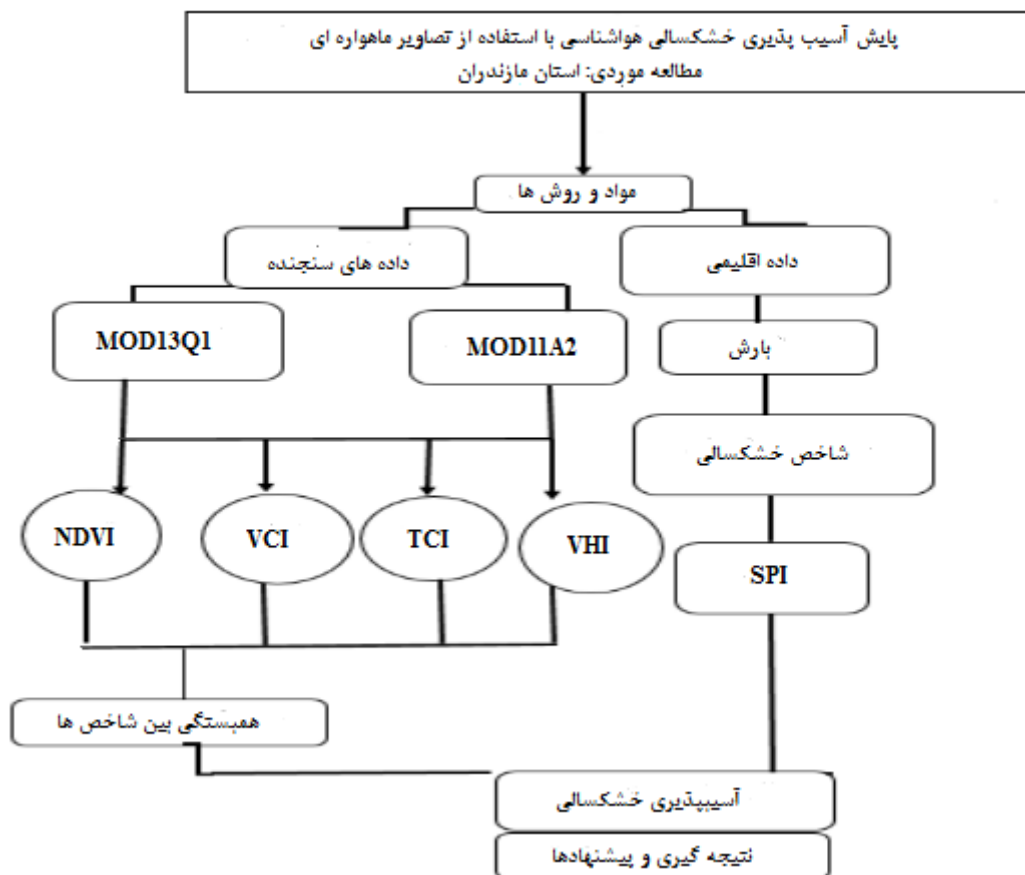 پایش آسیب پذیری خشکسالی هواشناسی با استفاده از تصاویر ماهواره ای
مطالعه موردی: استان مازندران
مواد و روش ها
داده اقلیمی
داده های سنجنده
MOD13Q1
MOD11A2
بارش
شاخص خشکسالی
NDVI
VCI
TCI
VHI
SPI
همبستگی بین شاخص ها
آسیبپذیری خشکسالی
نتیجه گیری و پیشنهادها